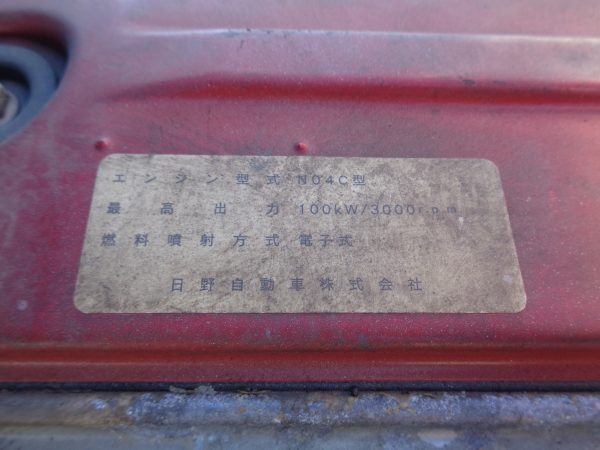 エンジン型式 N04C型
最高出力 100kW/3000r.p.m
燃料噴射方式 電子式
日野自動車株式会社